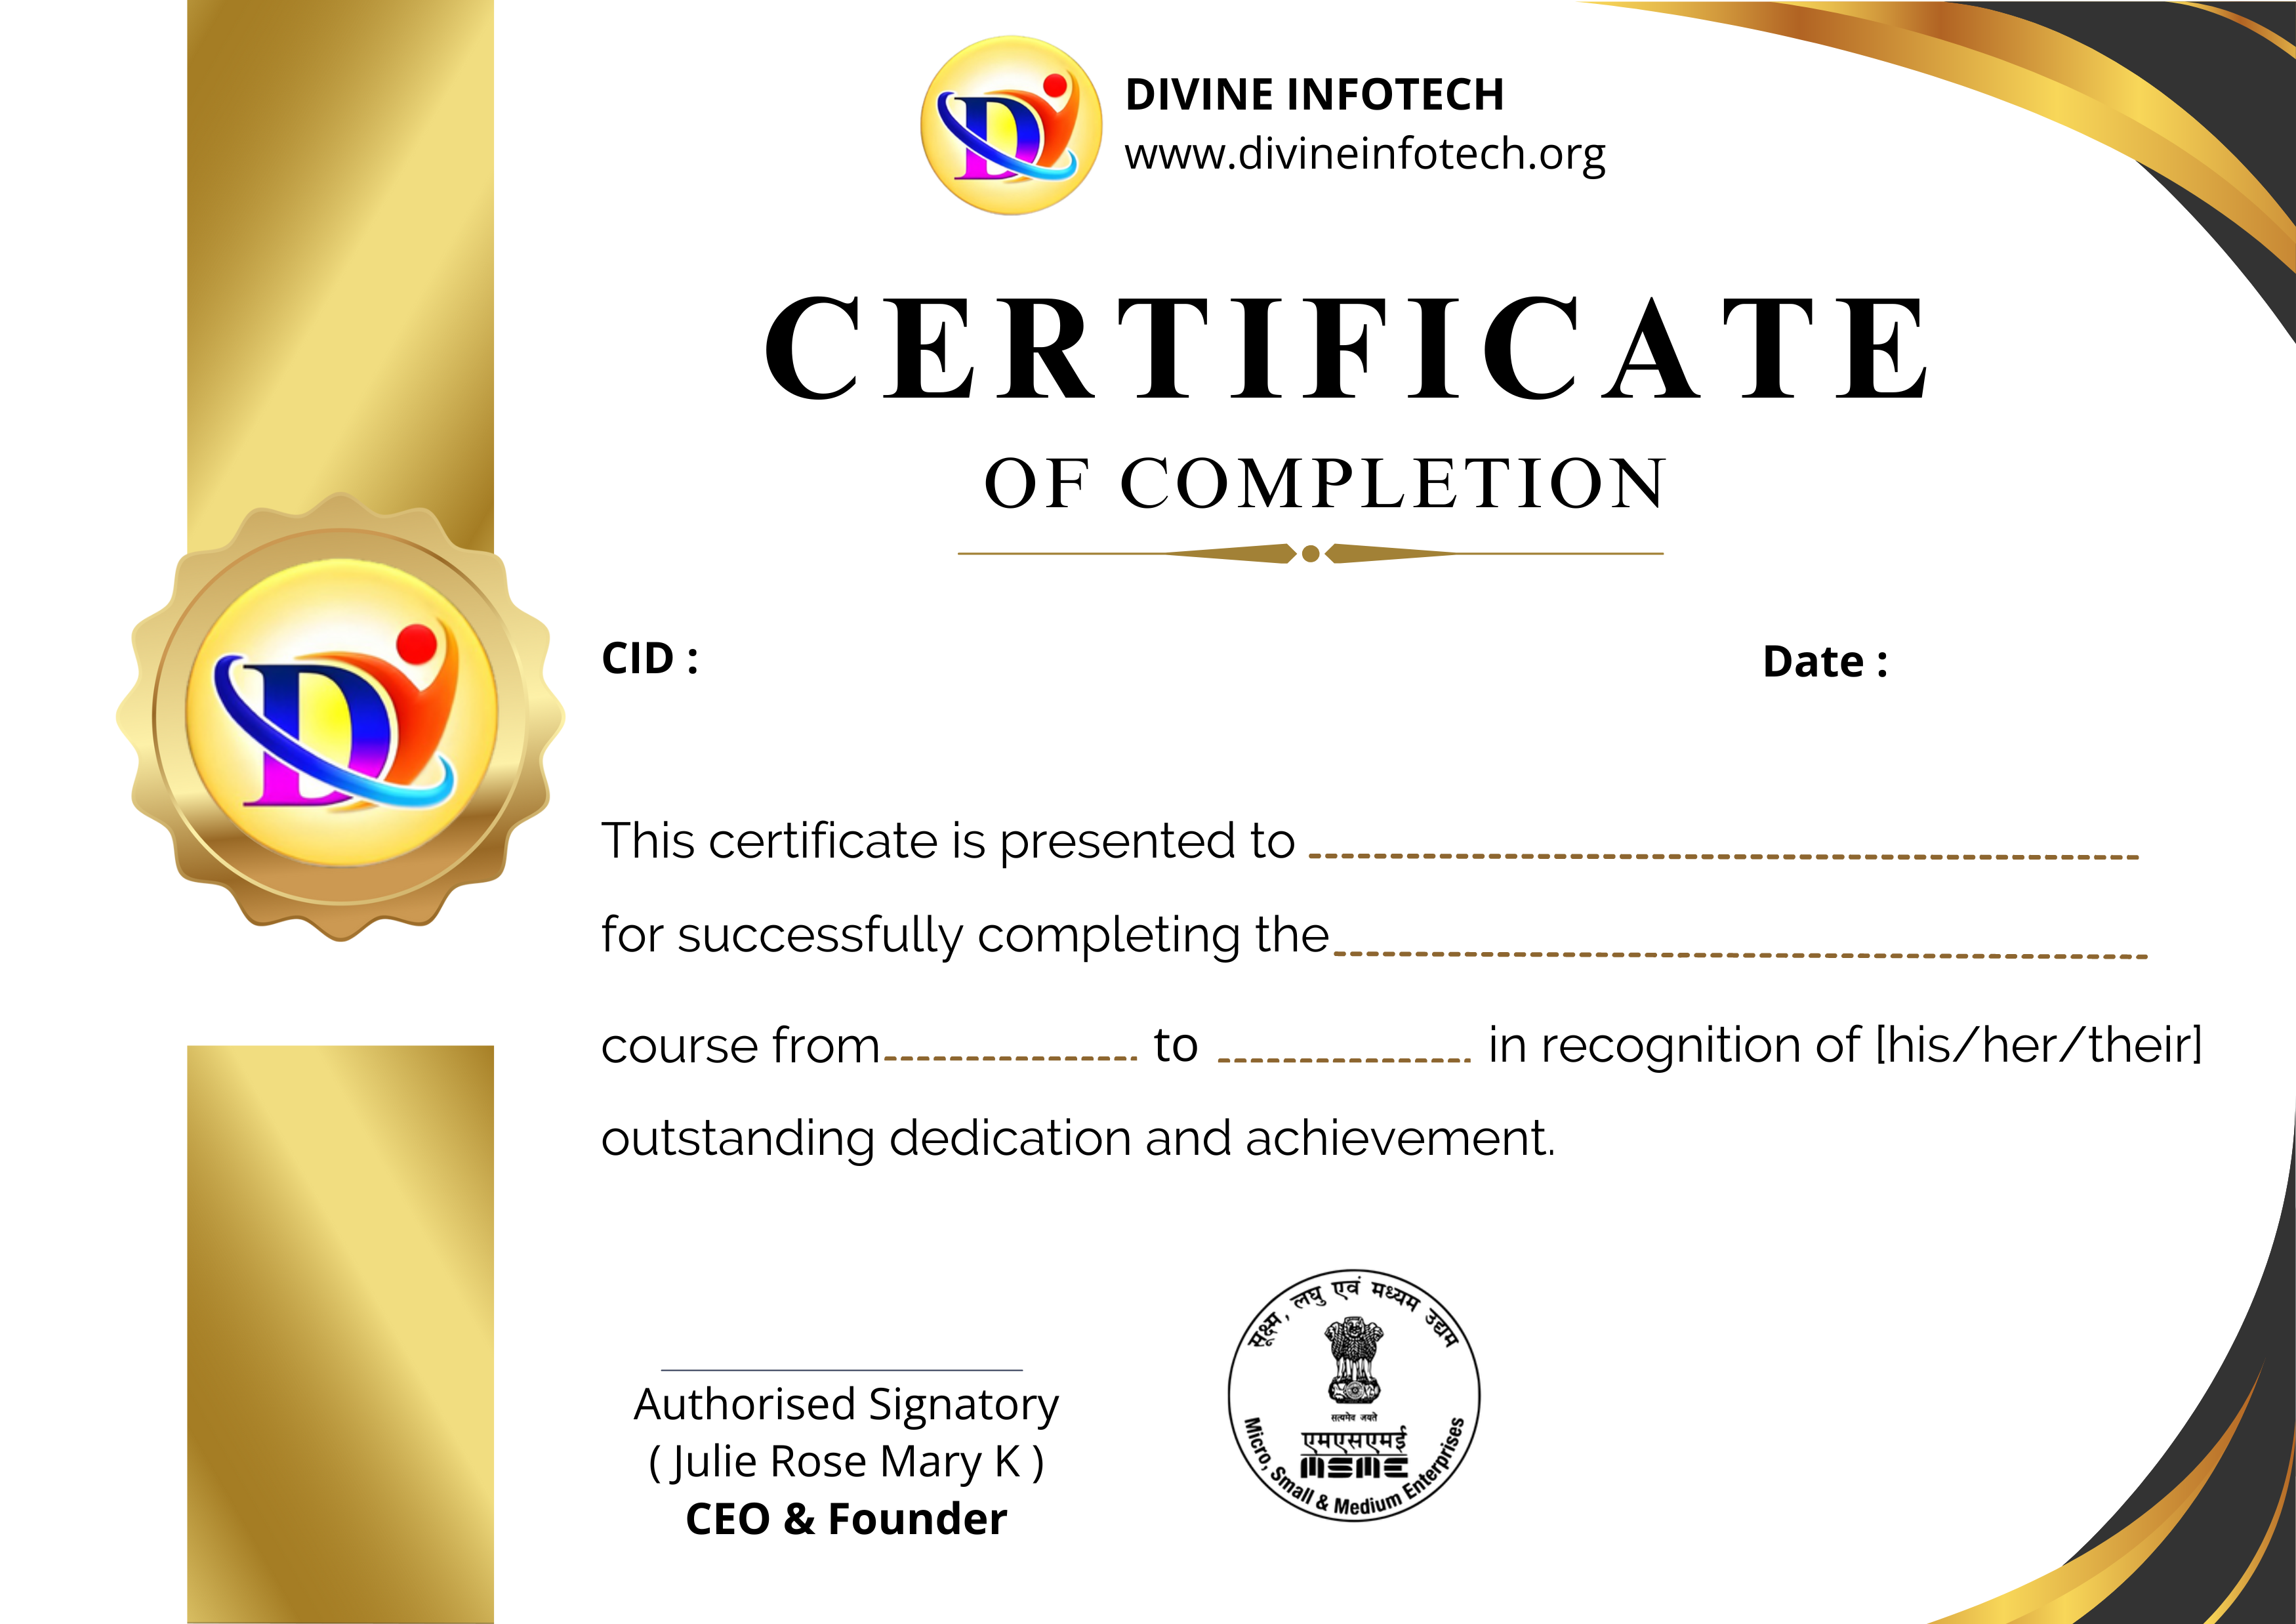 DIVINE INFOTECH
www.divineinfotech.org
CERTIFICATE
OF COMPLETION
CID :
Date :
This certificate is presented to
for successfully completing the
course from to in recognition of [his/her/their]
outstanding dedication and achievement.
Authorised Signatory
( Julie Rose Mary K )
CEO & Founder
सूक्ष्म, लघु एवं मध्यम उद्यम
सत्यमेव जयते
एमएसएमई
MSME
Micro, Small & Medium Enterprises